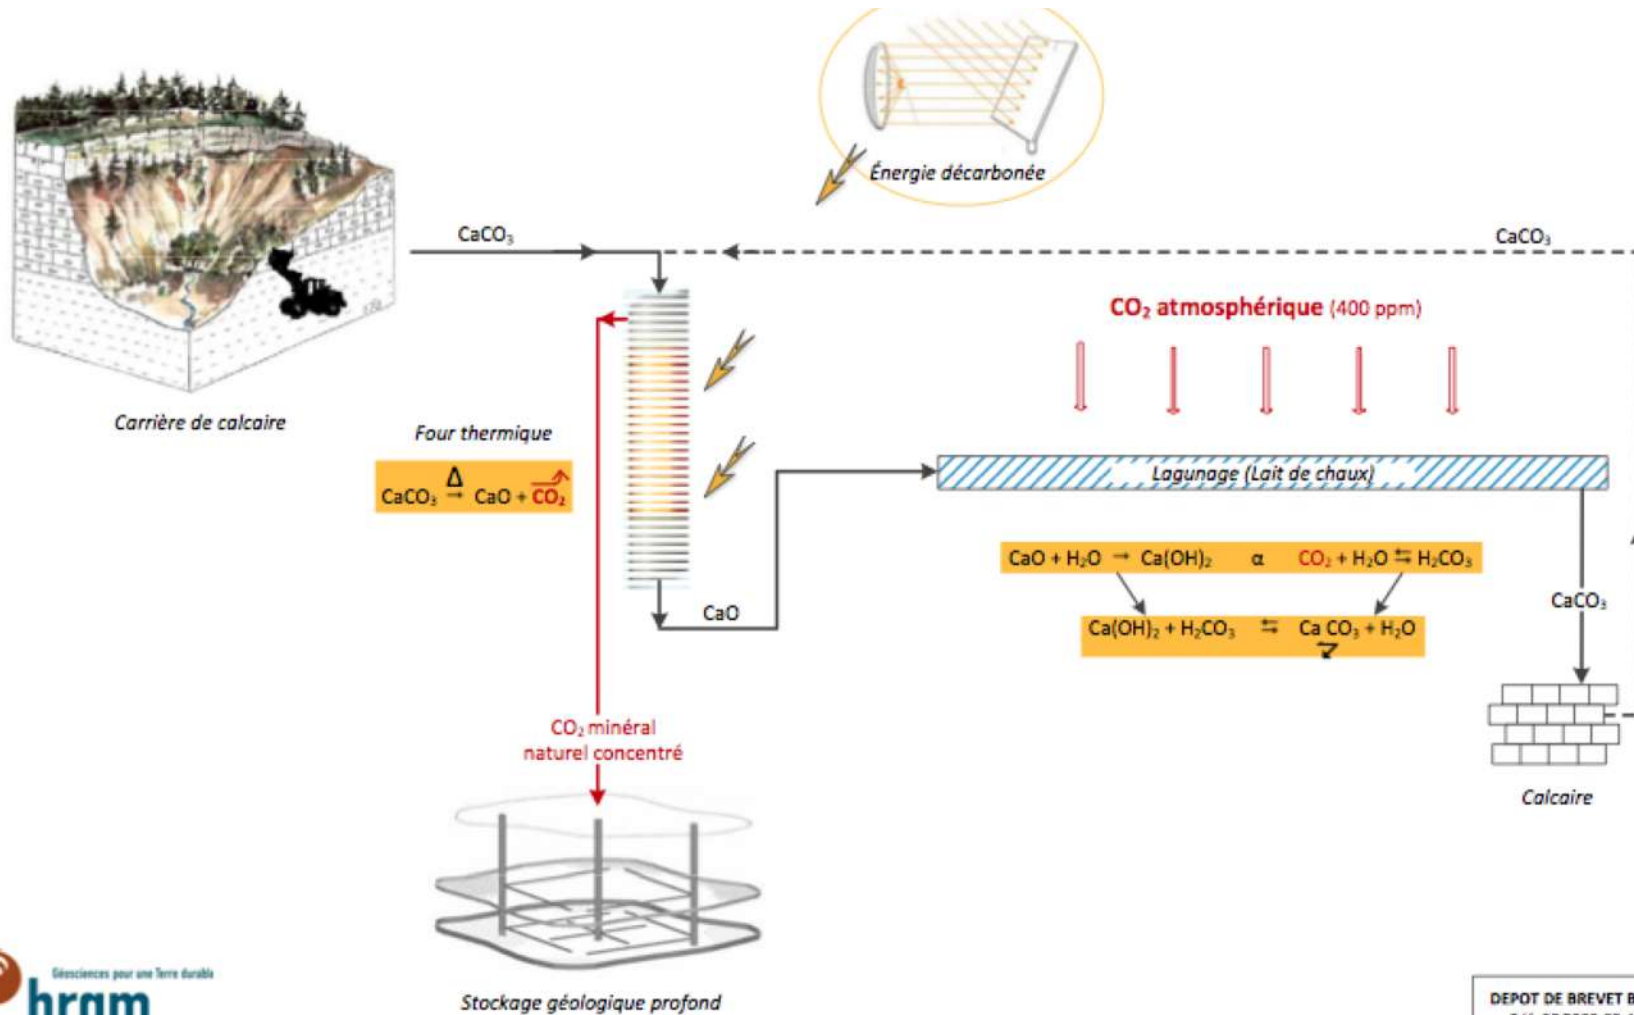 Énergie décarbonée
CaCO₃
CaCO₃
CO₂ atmosphérique (400 ppm)
Carrière de calcaire
Four thermique
Δ
CaCO₃ → CaO + CO₂
Lagunage (Lait de chaux)
CaO + H₂O → Ca(OH)₂ α CO₂ + H₂O ⇆ H₂CO₃
CaO
CaCO₃
Ca(OH)₂ + H₂CO₃ ⇆ Ca CO₃ + H₂O
CO₂ minéral
naturel concentré
Calcaire
Géosciences pour une Terre durable
brgm
Stockage géologique profond
DEPOT DE BREVET B